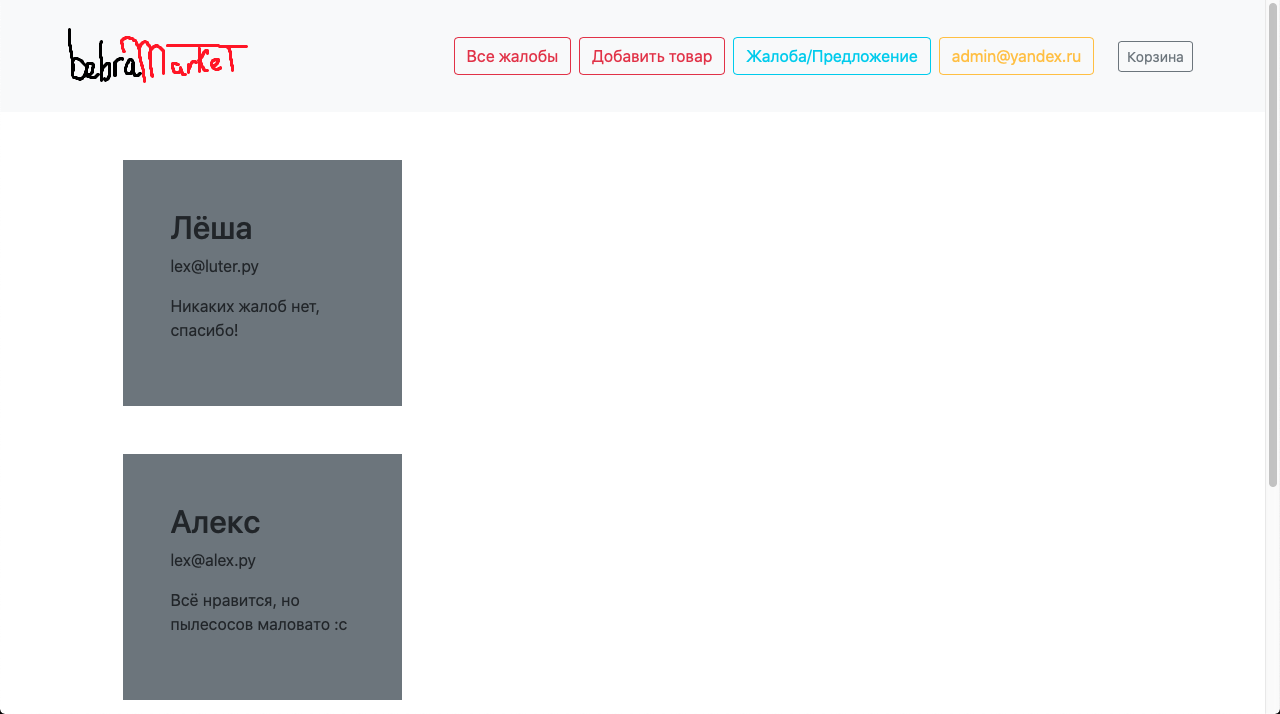 bebraMarkeT
Все жалобы Добавить товар Жалоба/Предложение admin@yandex.ru Корзина
Лёша
lex@luter.py
Никаких жалоб нет,
спасибо!
Алекс
lex@alex.py
Всё нравится, но
пылесосов маловато :с